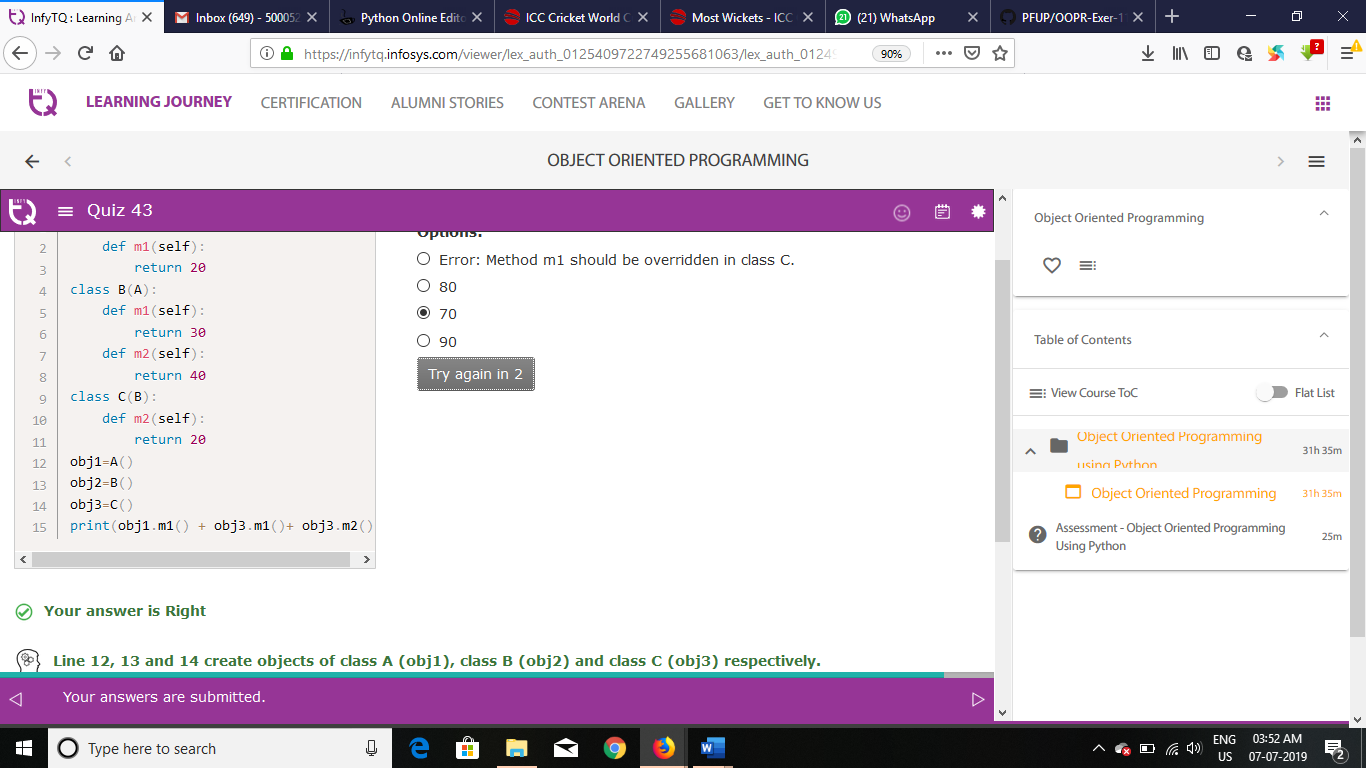 InfyTQ : Learning A
Inbox (649) - 500052
Python Online Edit
ICC Cricket World C
Most Wickets - ICC
(21) WhatsApp
PFUP/OOPR-Exer-1
https://infytq.infosys.com/viewer/lex_auth_0125409722749255681063/lex_auth_0124
90%
LEARNING JOURNEY
CERTIFICATION
ALUMNI STORIES
CONTEST ARENA
GALLERY
GET TO KNOW US
OBJECT ORIENTED PROGRAMMING
Quiz 43
2 def m1(self):
3 return 20
4 class B(A):
5 def m1(self):
6 return 30
7 def m2(self):
8 return 40
9 class C(B):
10 def m2(self):
11 return 20
12 obj1=A()
13 obj2=B()
14 obj3=C()
15 print(obj1.m1() + obj3.m1()+ obj3.m2()
Options:
Error: Method m1 should be overridden in class C.
80
70
90
Try again in 2
Your answer is Right
Line 12, 13 and 14 create objects of class A (obj1), class B (obj2) and class C (obj3) respectively.
Your answers are submitted.
Object Oriented Programming
Table of Contents
View Course ToC
Flat List
Object Oriented Programming
using Python
31h 35m
Object Oriented Programming
31h 35m
Assessment - Object Oriented Programming
Using Python
25m
Type here to search
ENG
US
03:52 AM
07-07-2019
2